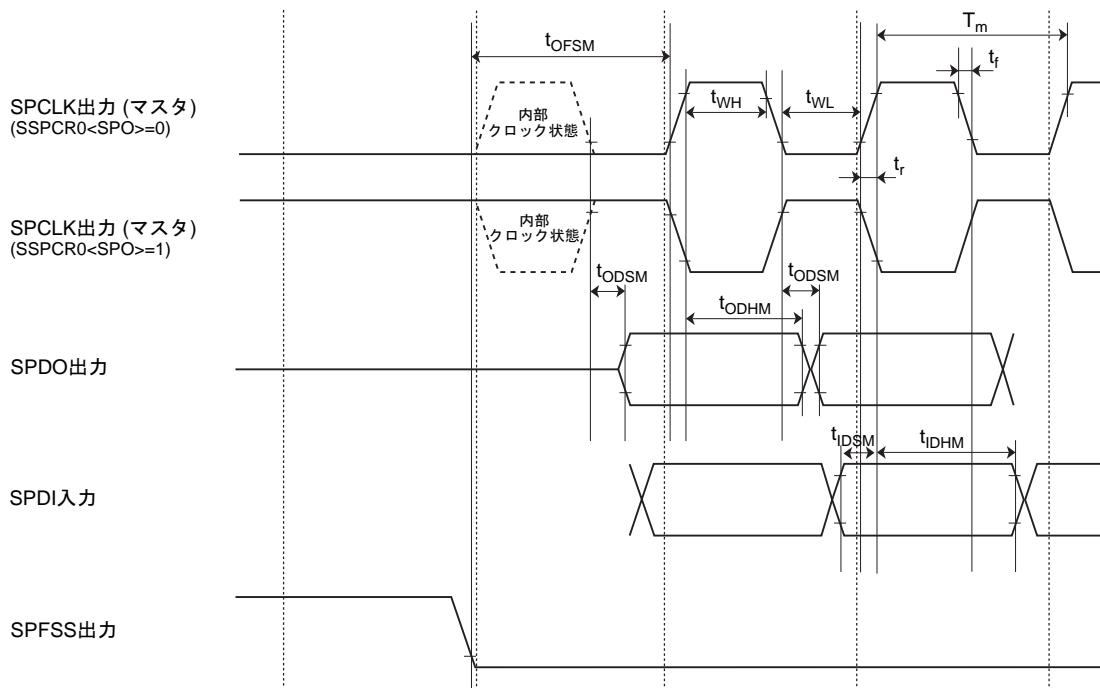 T_m
t_OFSM
t_f
SPCLK出力 (マスタ)
(SSPCR0<SPO>=0)
内部
クロック状態
t_WH
t_WL
t_r
SPCLK出力 (マスタ)
(SSPCR0<SPO>=1)
内部
クロック状態
t_ODSM
t_ODSM
t_ODHM
SPDO出力
t_IDSM
t_IDHM
SPDI入力
SPFSS出力